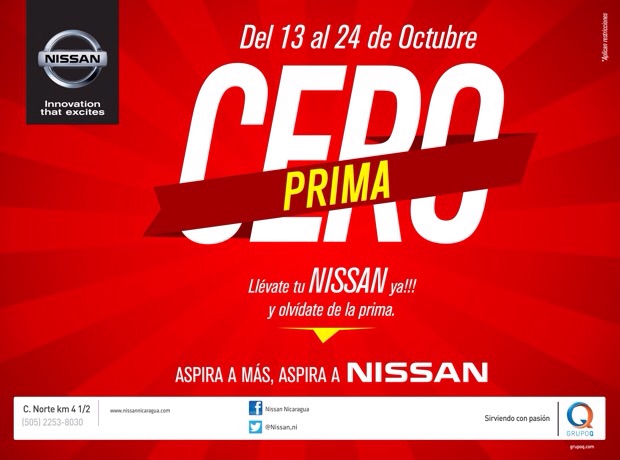 NISSAN
Innovation
that excites
*Aplican restricciones
Del 13 al 24 de Octubre
CERO
PRIMA
Llévate tu NISSAN ya!!!
y olvídate de la prima.
ASPIRA A MÁS, ASPIRA A NISSAN
C. Norte km 4 1/2
(505) 2253-8030
www.nissannicaragua.com
Nissan Nicaragua
@Nissan_ni
Sirviendo con pasión
GRUPOQ
grupoq.com